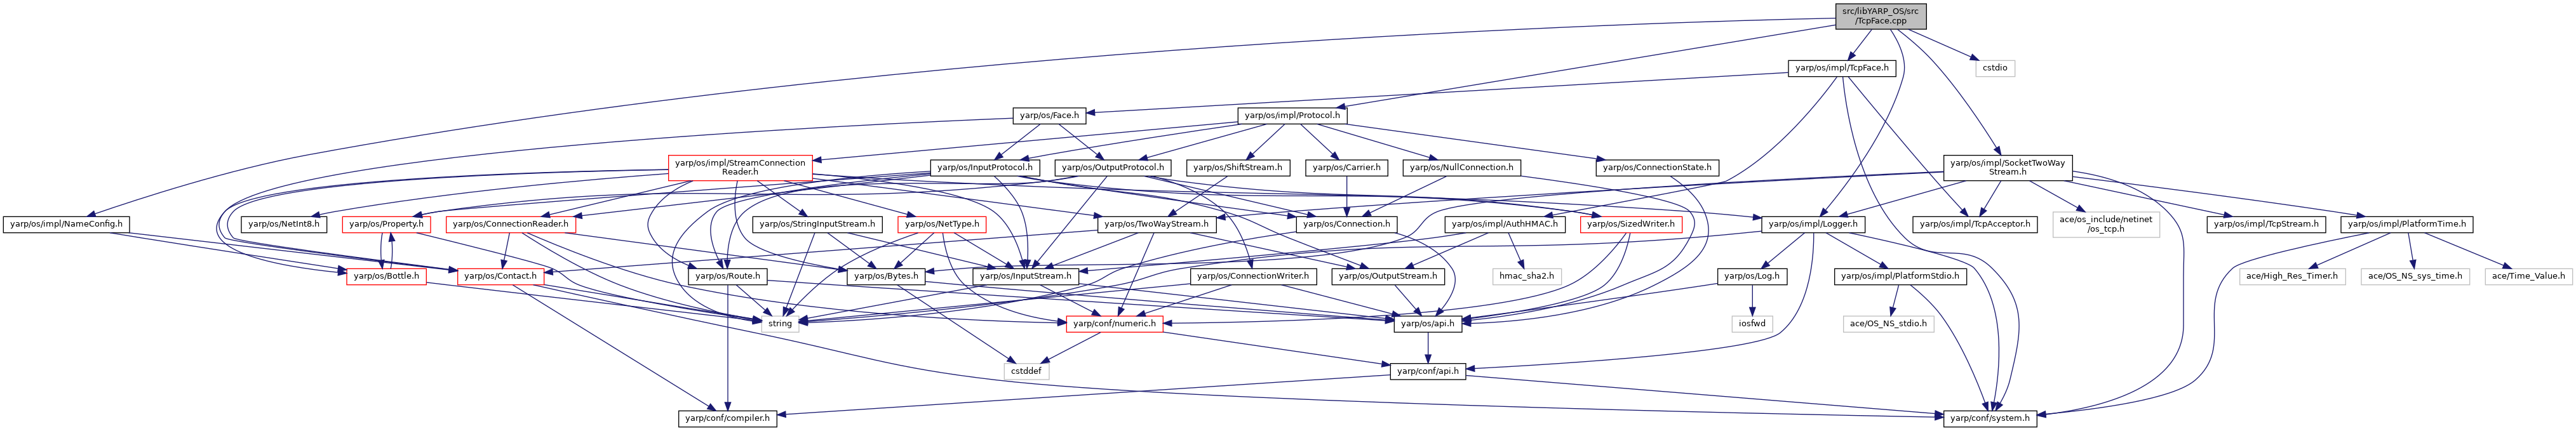 src/libYARP_OS/src
/TcpFace.cpp
yarp/os/impl/TcpFace.h
cstdio
yarp/os/Face.h
yarp/os/impl/Protocol.h
yarp/os/impl/StreamConnection
Reader.h
yarp/os/InputProtocol.h
yarp/os/OutputProtocol.h
yarp/os/ShiftStream.h
yarp/os/Carrier.h
yarp/os/NullConnection.h
yarp/os/ConnectionState.h
yarp/os/impl/SocketTwoWay
Stream.h
yarp/os/impl/NameConfig.h
yarp/os/NetInt8.h
yarp/os/Property.h
yarp/os/ConnectionReader.h
yarp/os/StringInputStream.h
yarp/os/NetType.h
yarp/os/TwoWayStream.h
yarp/os/Connection.h
yarp/os/impl/AuthHMAC.h
yarp/os/SizedWriter.h
yarp/os/impl/Logger.h
yarp/os/impl/TcpAcceptor.h
ace/os_include/netinet
/os_tcp.h
yarp/os/impl/TcpStream.h
yarp/os/impl/PlatformTime.h
yarp/os/Bottle.h
yarp/os/Contact.h
yarp/os/Route.h
yarp/os/Bytes.h
yarp/os/InputStream.h
yarp/os/ConnectionWriter.h
yarp/os/OutputStream.h
hmac_sha2.h
yarp/os/Log.h
yarp/os/impl/PlatformStdio.h
ace/High_Res_Timer.h
ace/OS_NS_sys_time.h
ace/Time_Value.h
string
yarp/conf/numeric.h
yarp/os/api.h
iosfwd
ace/OS_NS_stdio.h
cstddef
yarp/conf/api.h
yarp/conf/compiler.h
yarp/conf/system.h